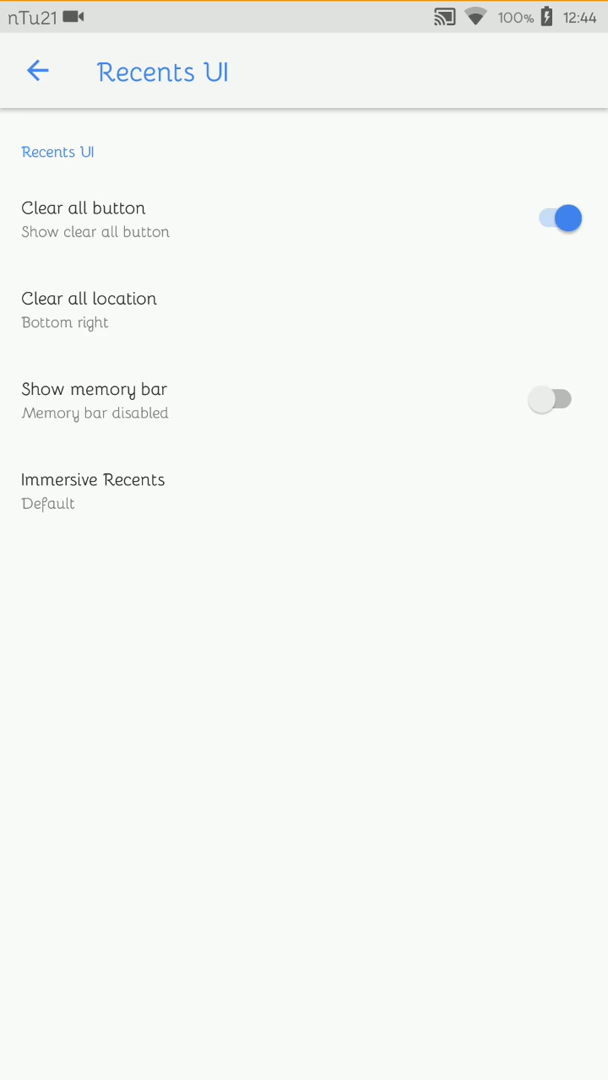 nTu21 100% 12:44
Recents UI
Recents UI
Clear all button
Show clear all button
Clear all location
Bottom right
Show memory bar
Memory bar disabled
Immersive Recents
Default